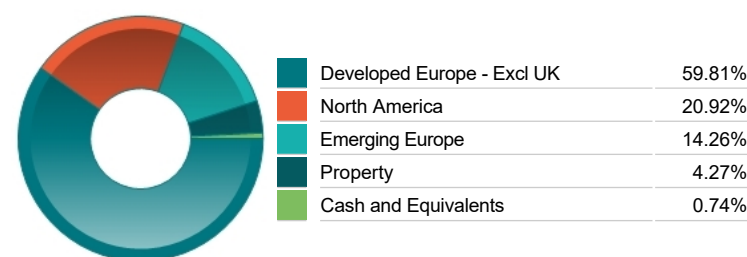 Developed Europe - Excl UK 59.81%
North America 20.92%
Emerging Europe 14.26%
Property 4.27%
Cash and Equivalents 0.74%